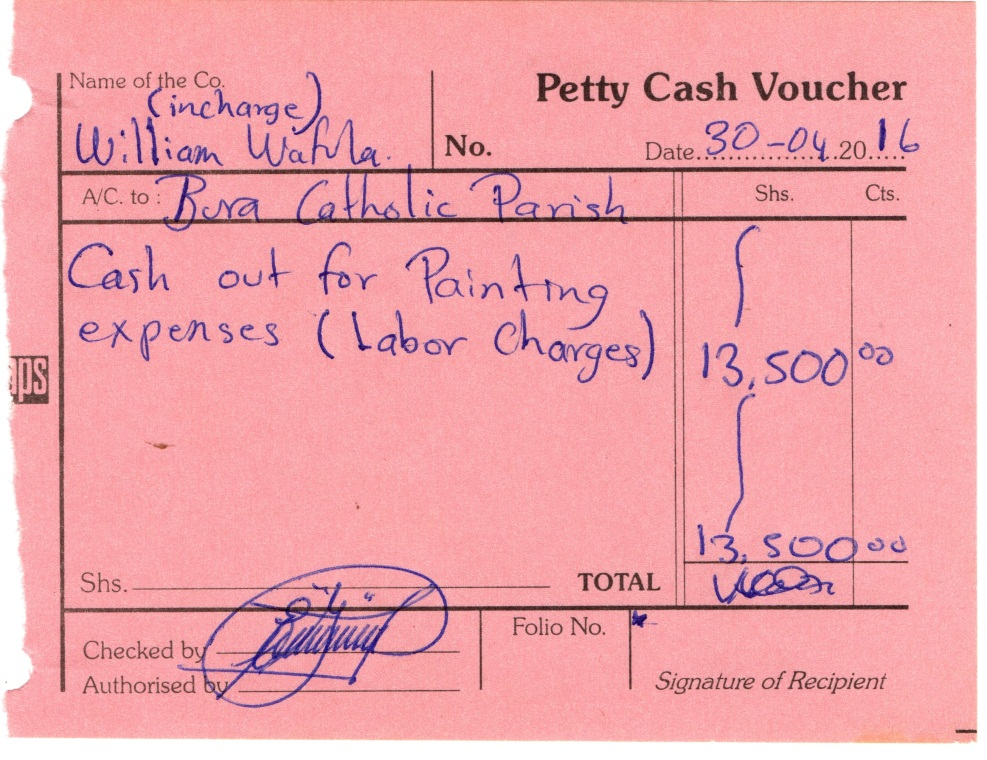 Name of the Co.
Petty Cash Voucher
(incharge)
William Wafula.
No.
Date 30-04 2016
A/C. to : Bura Catholic Parish
Shs. Cts.
Cash out for Painting
expenses (Labor Charges)
13,500 00
aps
13,500 00
Shs. TOTAL
Checked by
Folio No.
Authorised by
Signature of Recipient